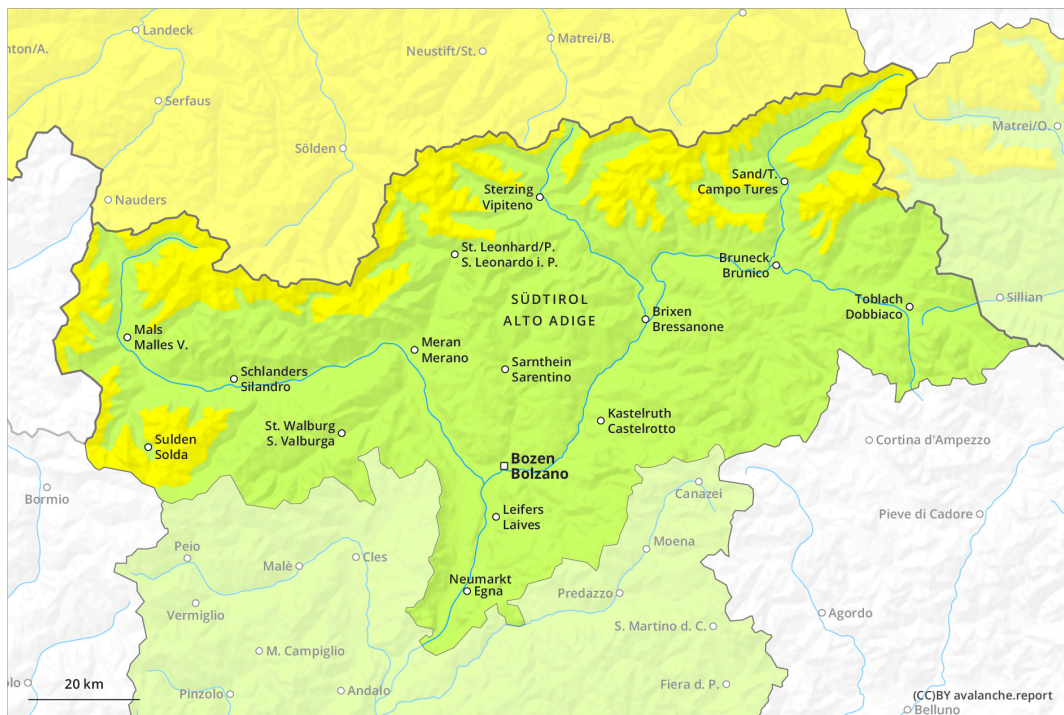 Landeck
Matrei/B.
nton/A.
Neustift/St.
Serfaus
Matrei/O.
Sölden
Sand/T.
Campo Tures
Sterzing
Vipiteno
Nauders
St. Leonhard/P.
S. Leonardo i. P.
Bruneck
Brunico
SÜDTIROL
ALTO ADIGE
Toblach
Dobbiaco
Sillian
Brixen
Bressanone
Mals
Malles V.
Meran
Merano
Sarnthein
Sarentino
Schlanders
Silandro
Kastelruth
Castelrotto
St. Walburg
S. Valburga
Sulden
Solda
Cortina d'Ampezzo
Bozen
Bolzano
Bormio
Canazei
Leifers
Laives
Pieve di Cadore
Moena
Peio
Cles
Malè
Neumarkt
Egna
Predazzo
Vermiglio
Agordo
S. Martino d. C.
M. Campiglio
20 km
olo
Pinzolo
Andalo
Fiera d. P.
(CC)BY avalanche.report
Belluno